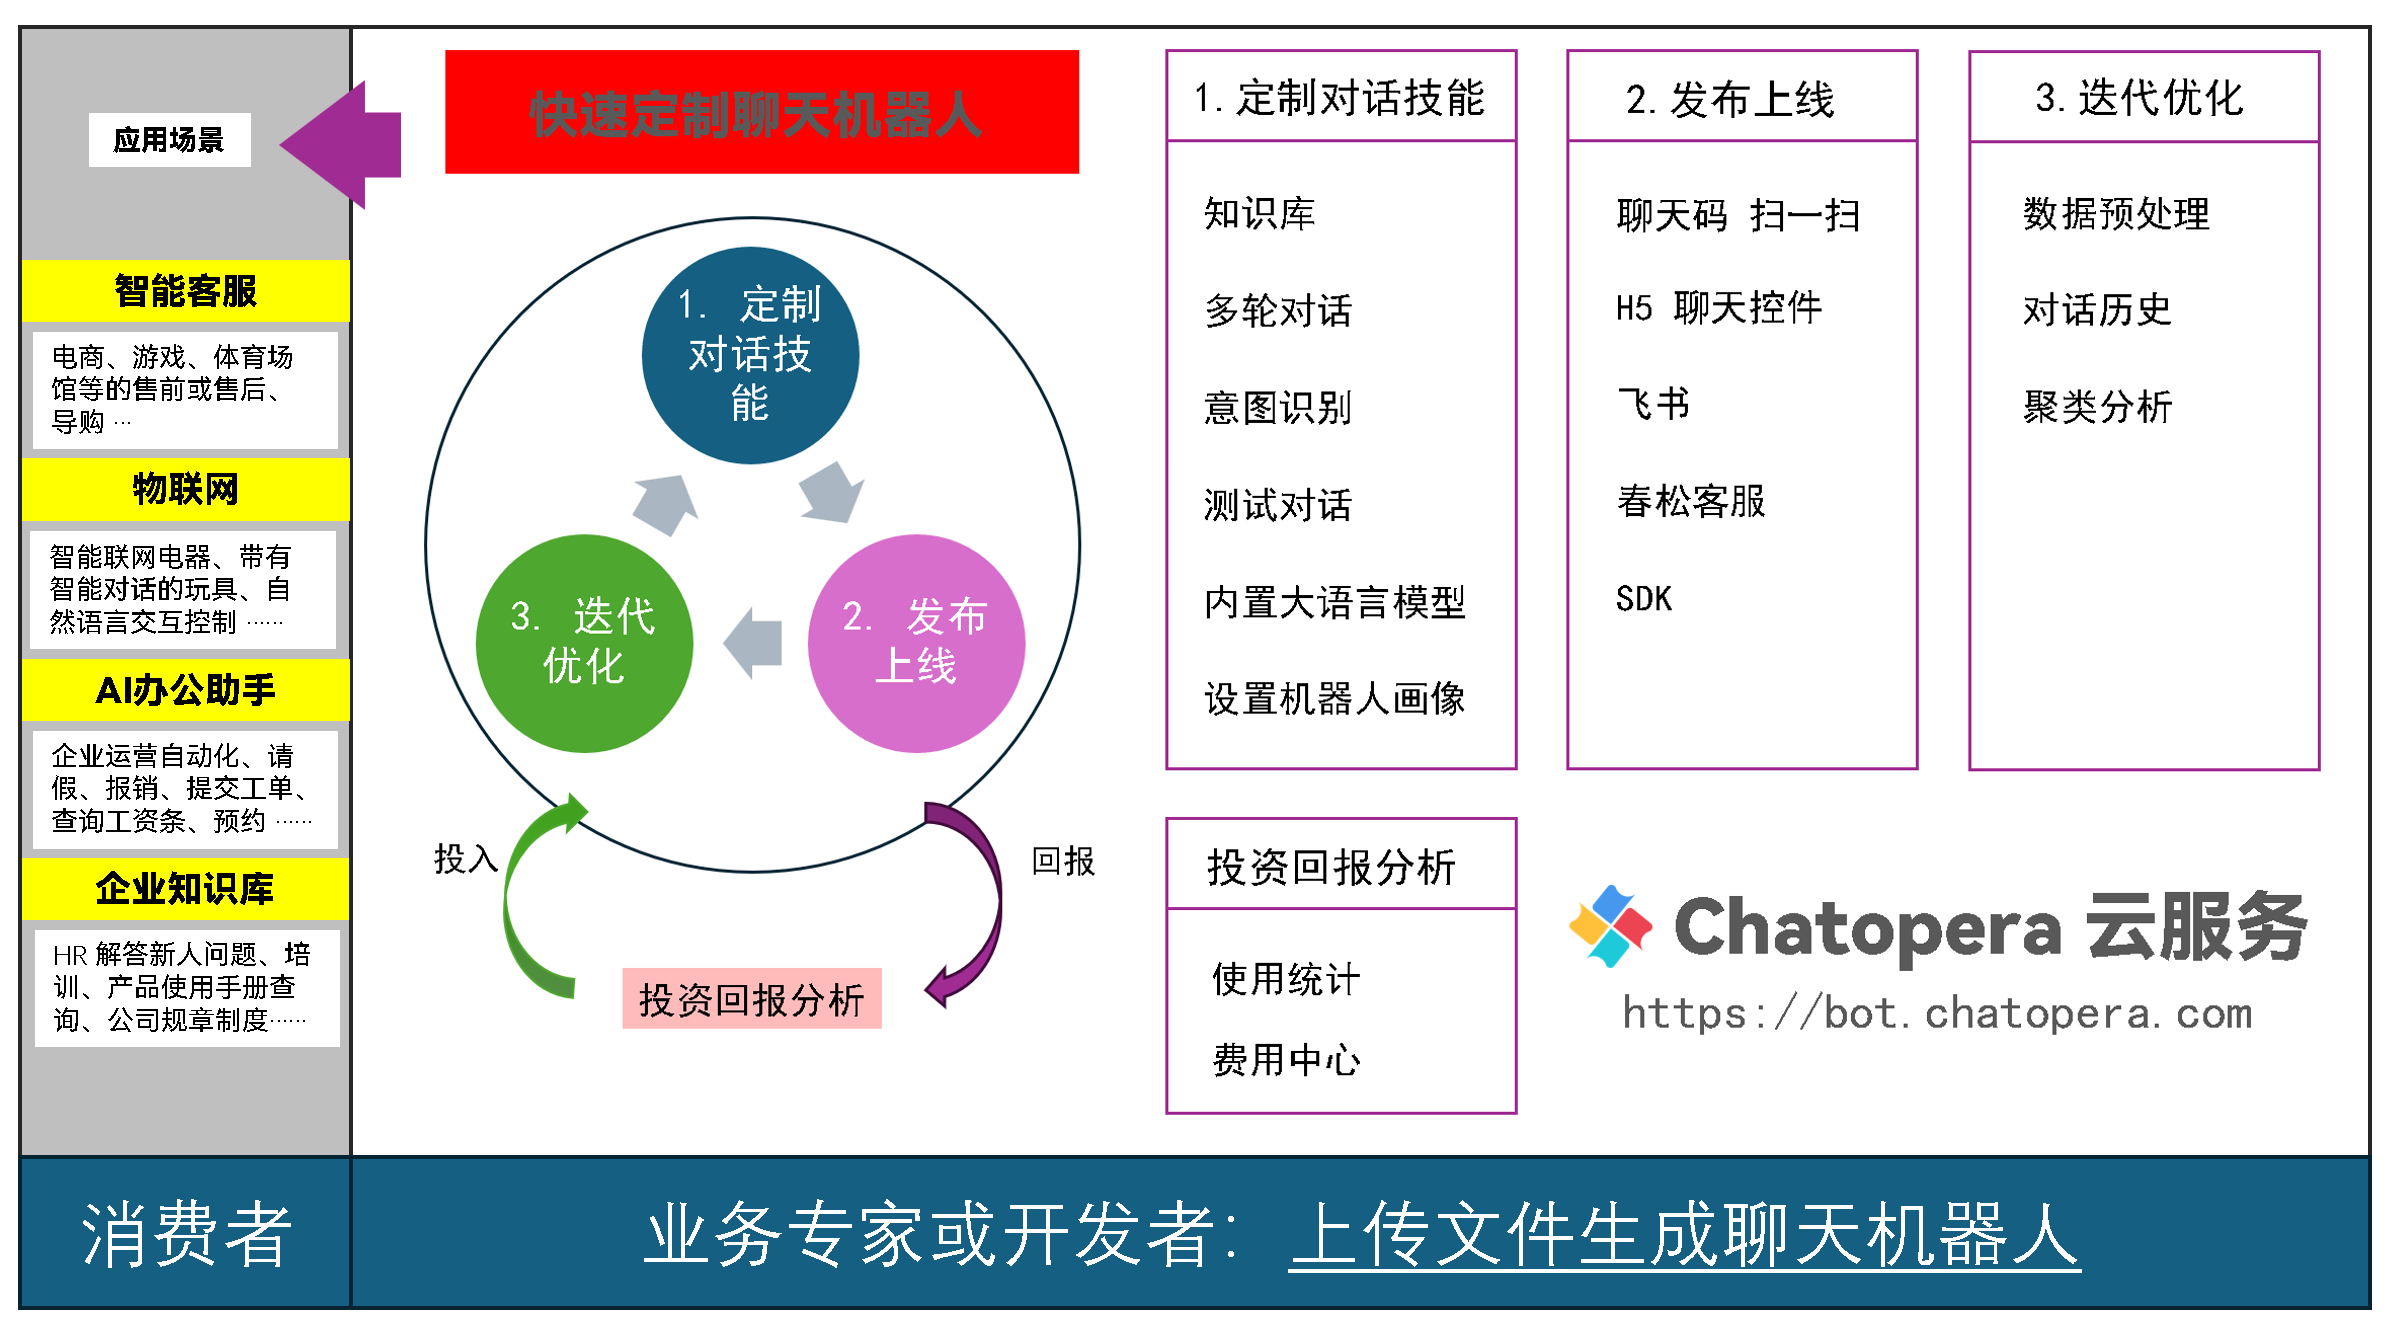 应用场景
智能客服
电商、游戏、体育场
馆等的售前或售后、
导购 …
物联网
智能联网电器、带有
智能对话的玩具、自
然语言交互控制 ……
AI办公助手
企业运营自动化、请
假、报销、提交工单、
查询工资条、预约 ……
企业知识库
HR 解答新人问题、培
训、产品使用手册查
询、公司规章制度……
快速定制聊天机器人
1. 定制
对话技
能
2. 发布
上线
3. 迭代
优化
投入
回报
投资回报分析
1.定制对话技能
知识库
多轮对话
意图识别
测试对话
内置大语言模型
设置机器人画像
2.发布上线
聊天码 扫一扫
H5 聊天控件
飞书
春松客服
SDK
3.迭代优化
数据预处理
对话历史
聚类分析
投资回报分析
使用统计
费用中心
Chatopera 云服务
https://bot.chatopera.com
消费者
业务专家或开发者：上传文件生成聊天机器人